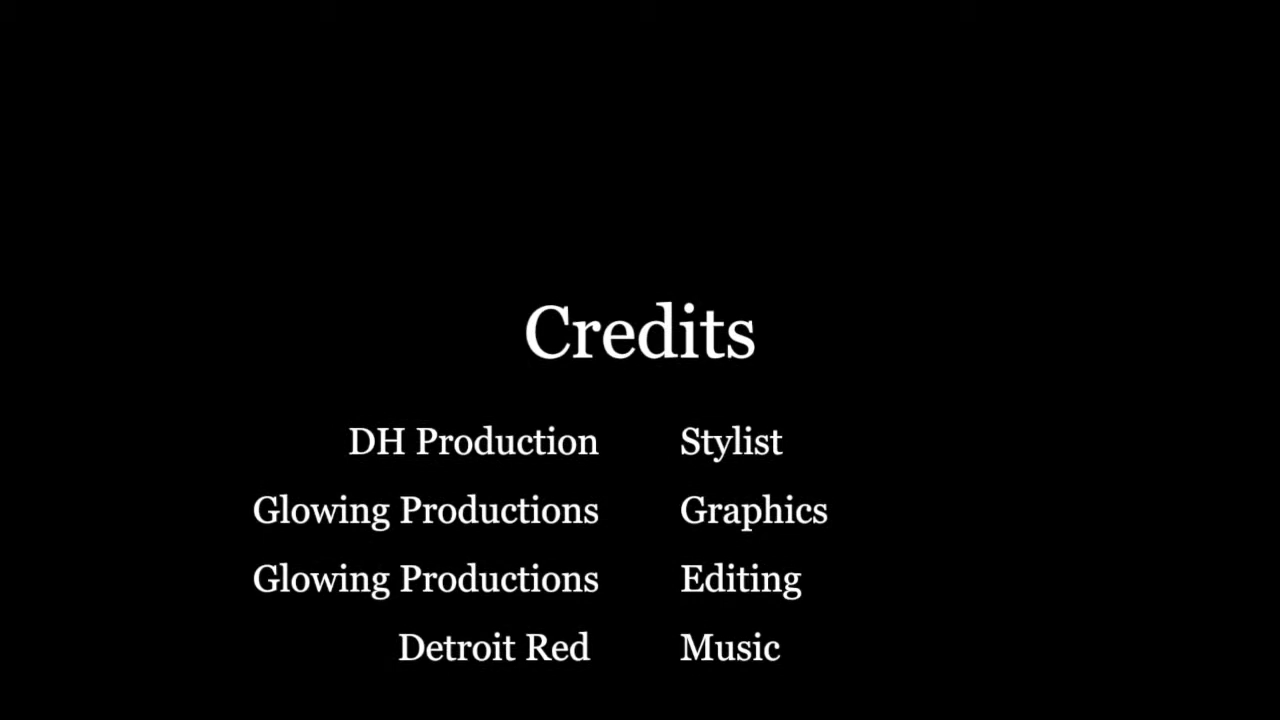 Credits
DH Production Stylist
Glowing Productions Graphics
Glowing Productions Editing
Detroit Red Music